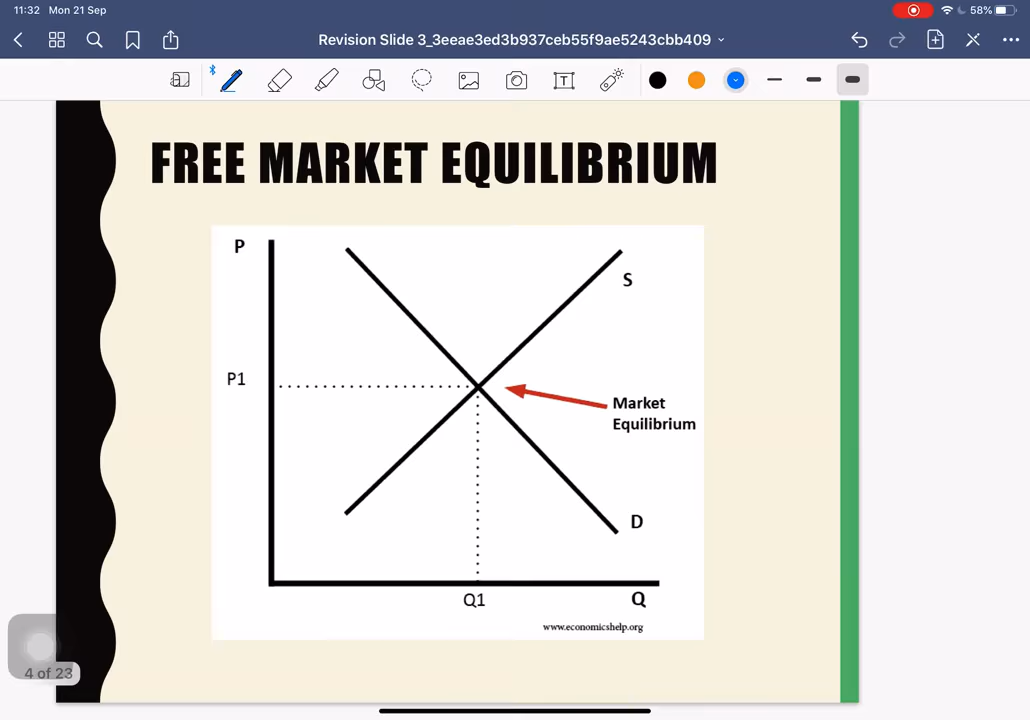 11:32 Mon 21 Sep
58%
Revision Slide 3_3eeae3ed3b937ceb55f9ae5243cbb409
T
FREE MARKET EQUILIBRIUM
P
S
P1
Market
Equilibrium
D
Q1
Q
www.economicshelp.org
4 of 23